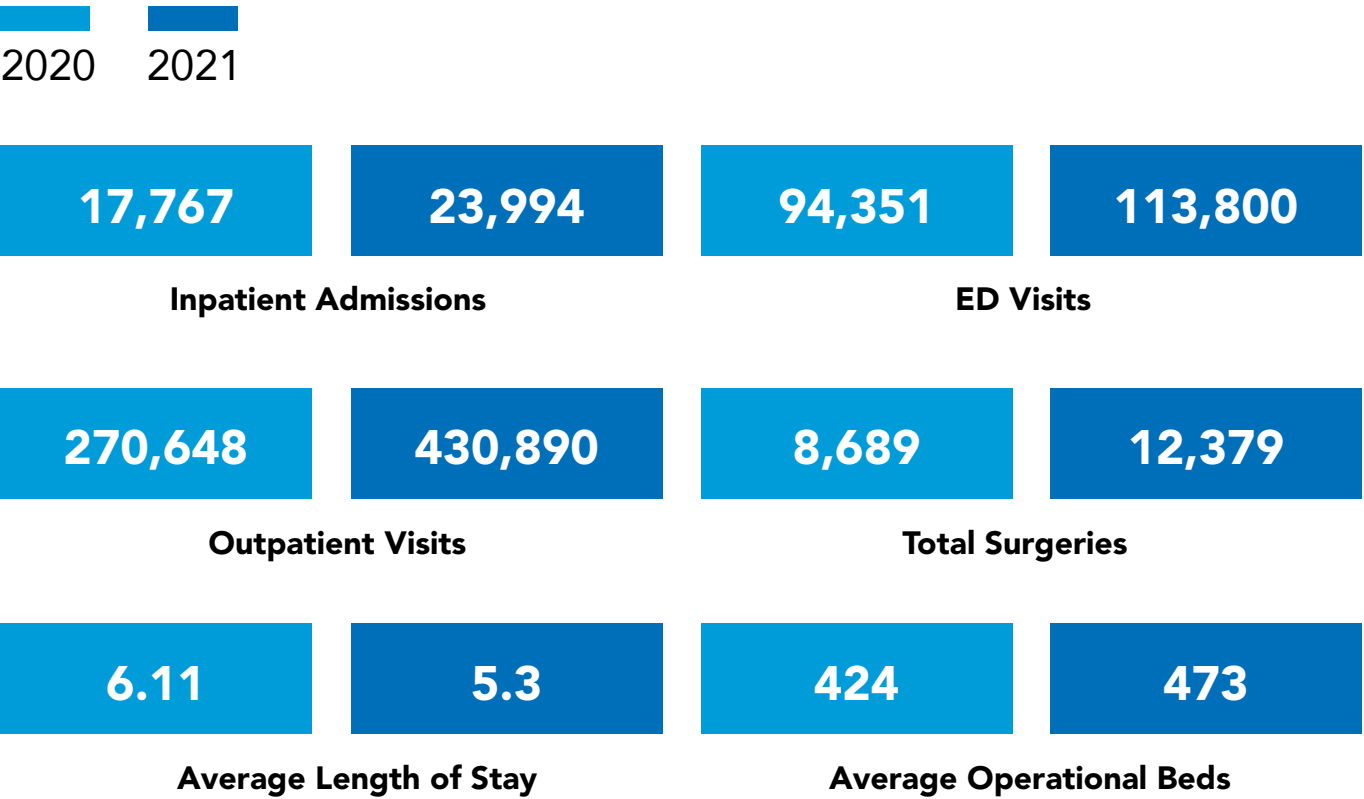 2020 2021
17,767 23,994 94,351 113,800
Inpatient Admissions ED Visits
270,648 430,890 8,689 12,379
Outpatient Visits Total Surgeries
6.11 5.3 424 473
Average Length of Stay Average Operational Beds